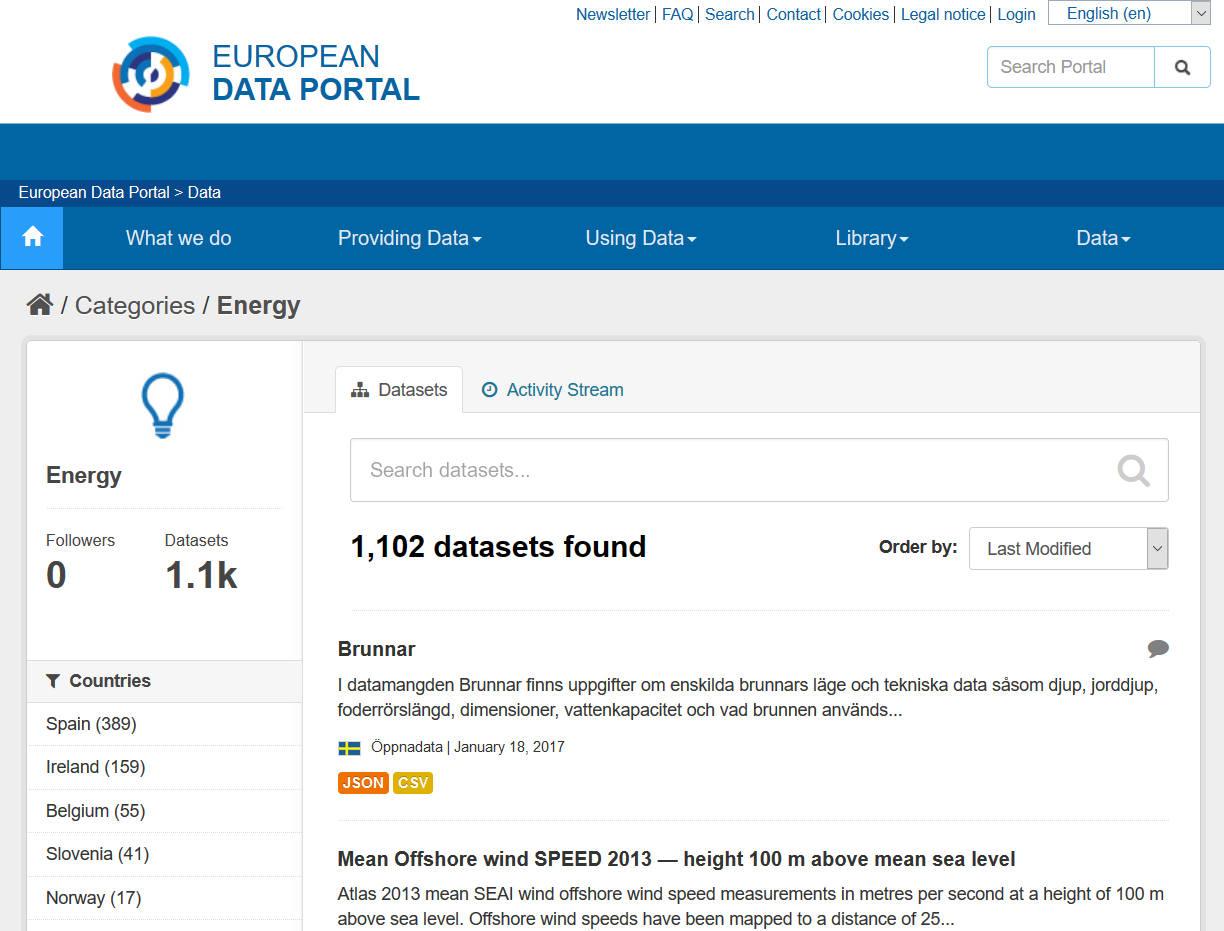 Newsletter | FAQ | Search | Contact | Cookies | Legal notice | Login English (en)
EUROPEAN
DATA PORTAL
Search Portal
European Data Portal > Data
What we do Providing Data Using Data Library Data
/ Categories / Energy
Datasets Activity Stream
Search datasets...
Energy
Followers Datasets
0 1.1k
1,102 datasets found
Order by: Last Modified
Countries
Spain (389)
Ireland (159)
Belgium (55)
Slovenia (41)
Norway (17)
Brunnar
I datamangden Brunnar finns uppgifter om enskilda brunnars läge och tekniska data såsom djup, jorddjup,
foderrörslängd, dimensioner, vattenkapacitet och vad brunnen används...
Öppnadata | January 18, 2017
JSON CSV
Mean Offshore wind SPEED 2013 — height 100 m above mean sea level
Atlas 2013 mean SEAI wind offshore wind speed measurements in metres per second at a height of 100 m
above sea level. Offshore wind speeds have been mapped to a distance of 25...